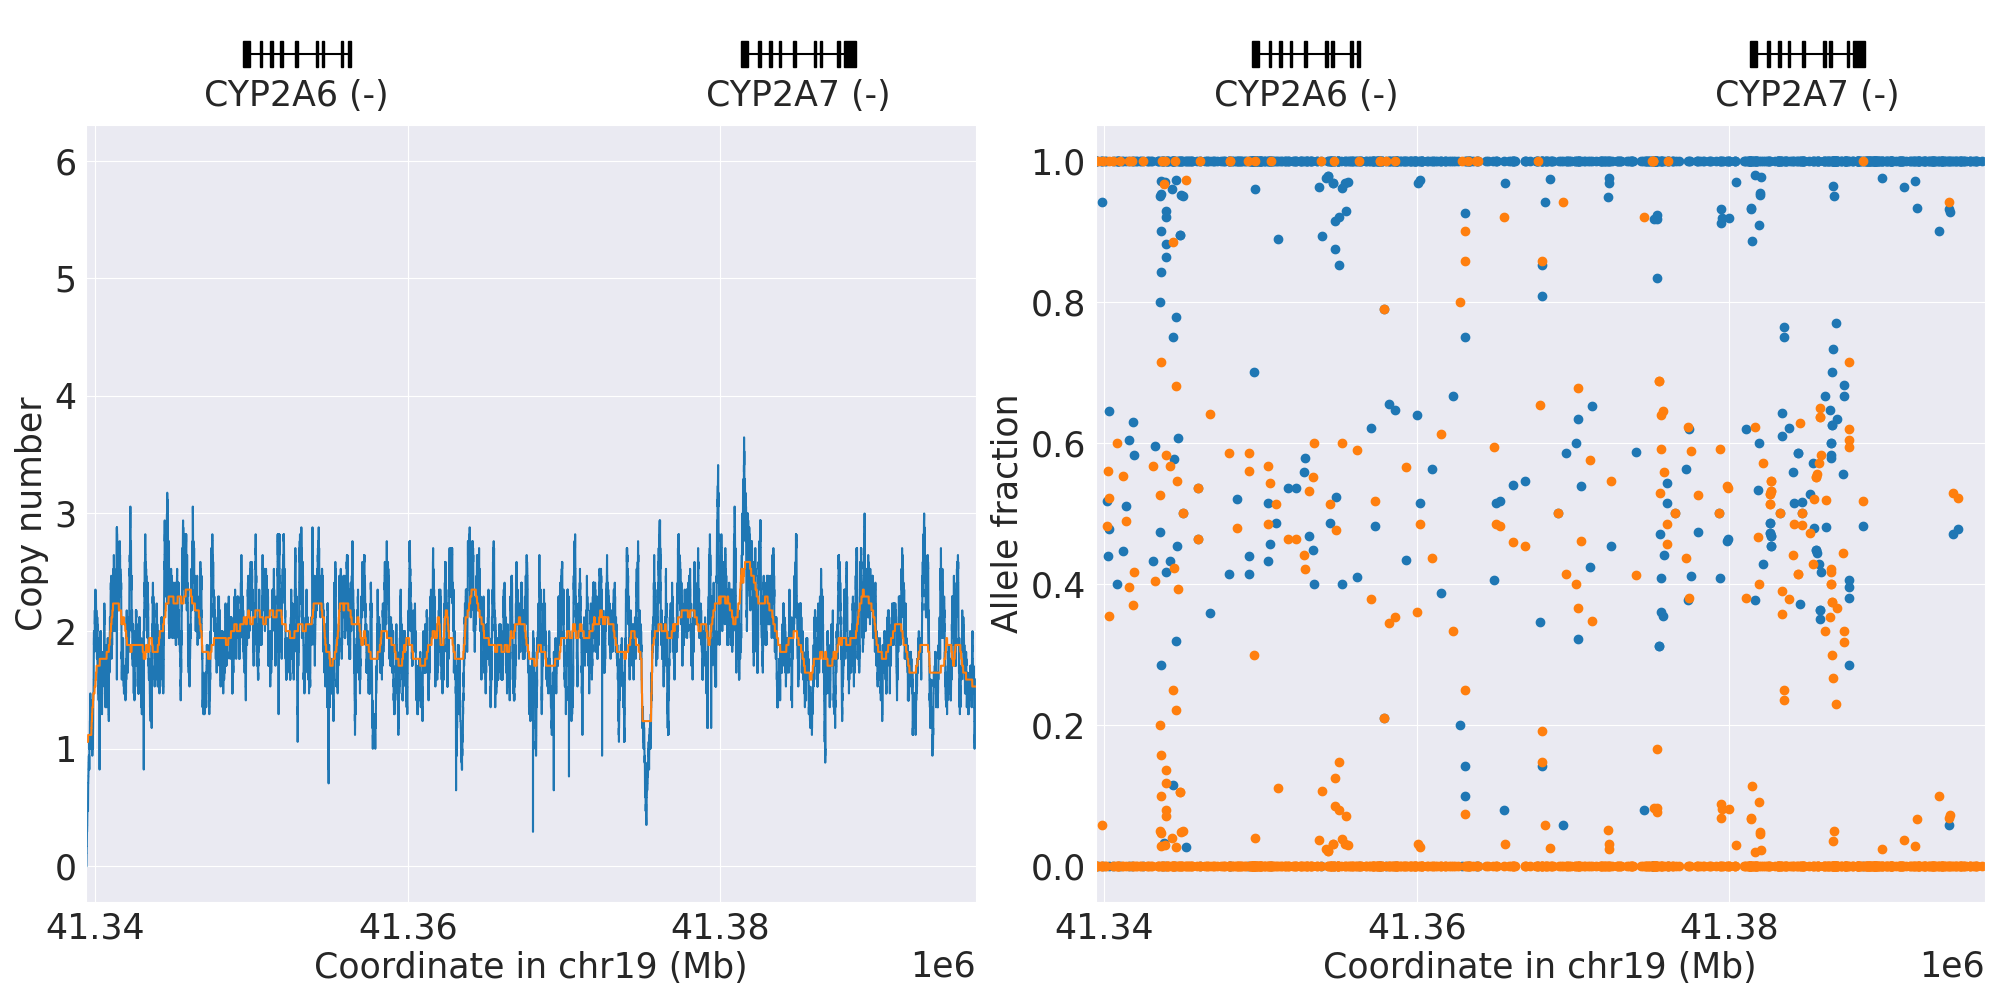 CYP2A6 (-)
CYP2A7 (-)
CYP2A6 (-)
CYP2A7 (-)
6
5
4
3
2
1
0
Copy number
41.34
41.36
41.38
Coordinate in chr19 (Mb)
1e6
1.0
0.8
0.6
0.4
0.2
0.0
Allele fraction
41.34
41.36
41.38
Coordinate in chr19 (Mb)
1e6